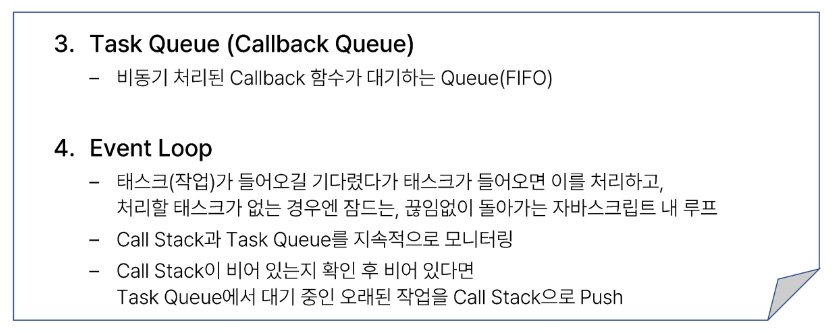 3. Task Queue (Callback Queue)
– 비동기 처리된 Callback 함수가 대기하는 Queue(FIFO)
4. Event Loop
– 태스크(작업)가 들어오길 기다렸다가 태스크가 들어오면 이를 처리하고,
처리할 태스크가 없는 경우엔 잠드는, 끊임없이 돌아가는 자바스크립트 내 루프
– Call Stack과 Task Queue를 지속적으로 모니터링
– Call Stack이 비어 있는지 확인 후 비어 있다면
Task Queue에서 대기 중인 오래된 작업을 Call Stack으로 Push